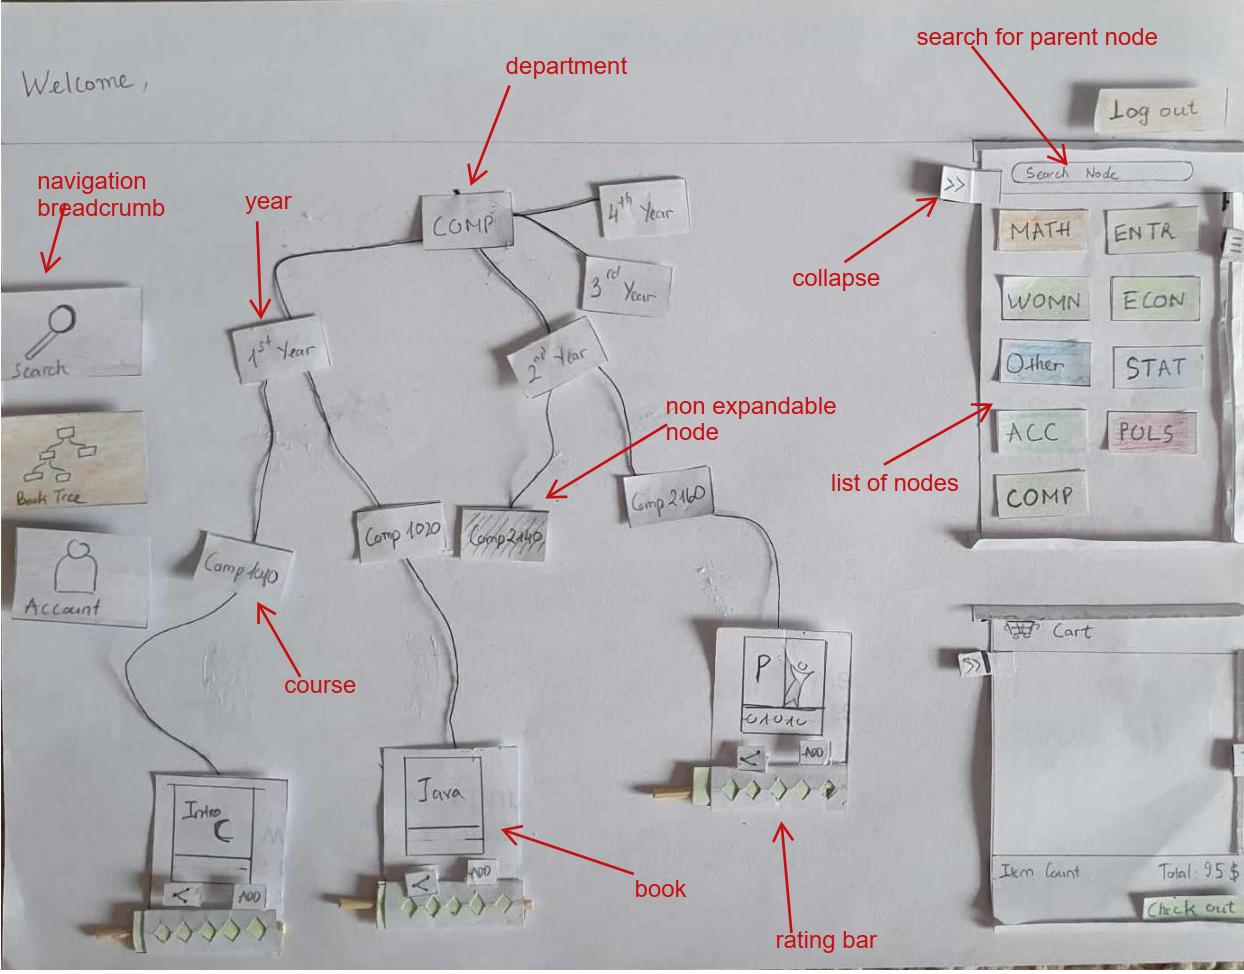 search for parent node
department
Welcome,
Log out
navigation
breadcrumb
year
Search Node
>>
COMP
4th Year
3rd Year
MATH
ENTR
collapse
WOMN
ECON
1st Year
2nd Year
Search
Other
STAT
non expandable
node
ACC
POLS
list of nodes
COMP
Book Tree
Comp 2160
Comp 1020
Comp 2140
Comp 1010
Account
course
Cart
>>
P
01010
ADD
Java
Intro
C
ADD
ADD
book
Item Count
Total: 95 $
Check out
rating bar